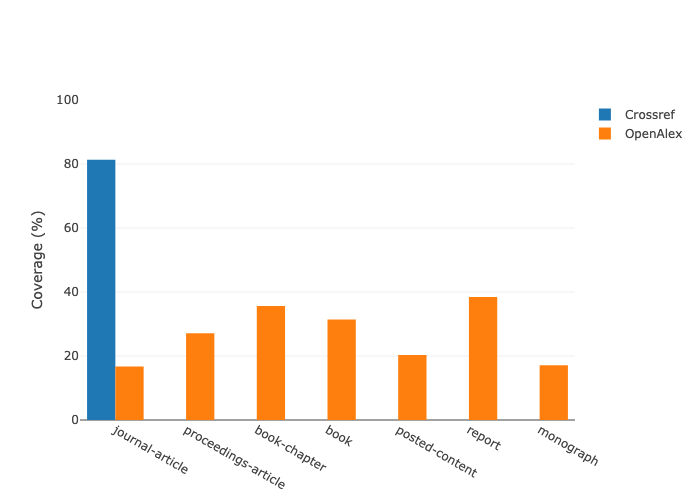 100
80
60
40
20
0
Coverage (%)
journal-article
proceedings-article
book-chapter
book
posted-content
report
monograph
Crossref
OpenAlex